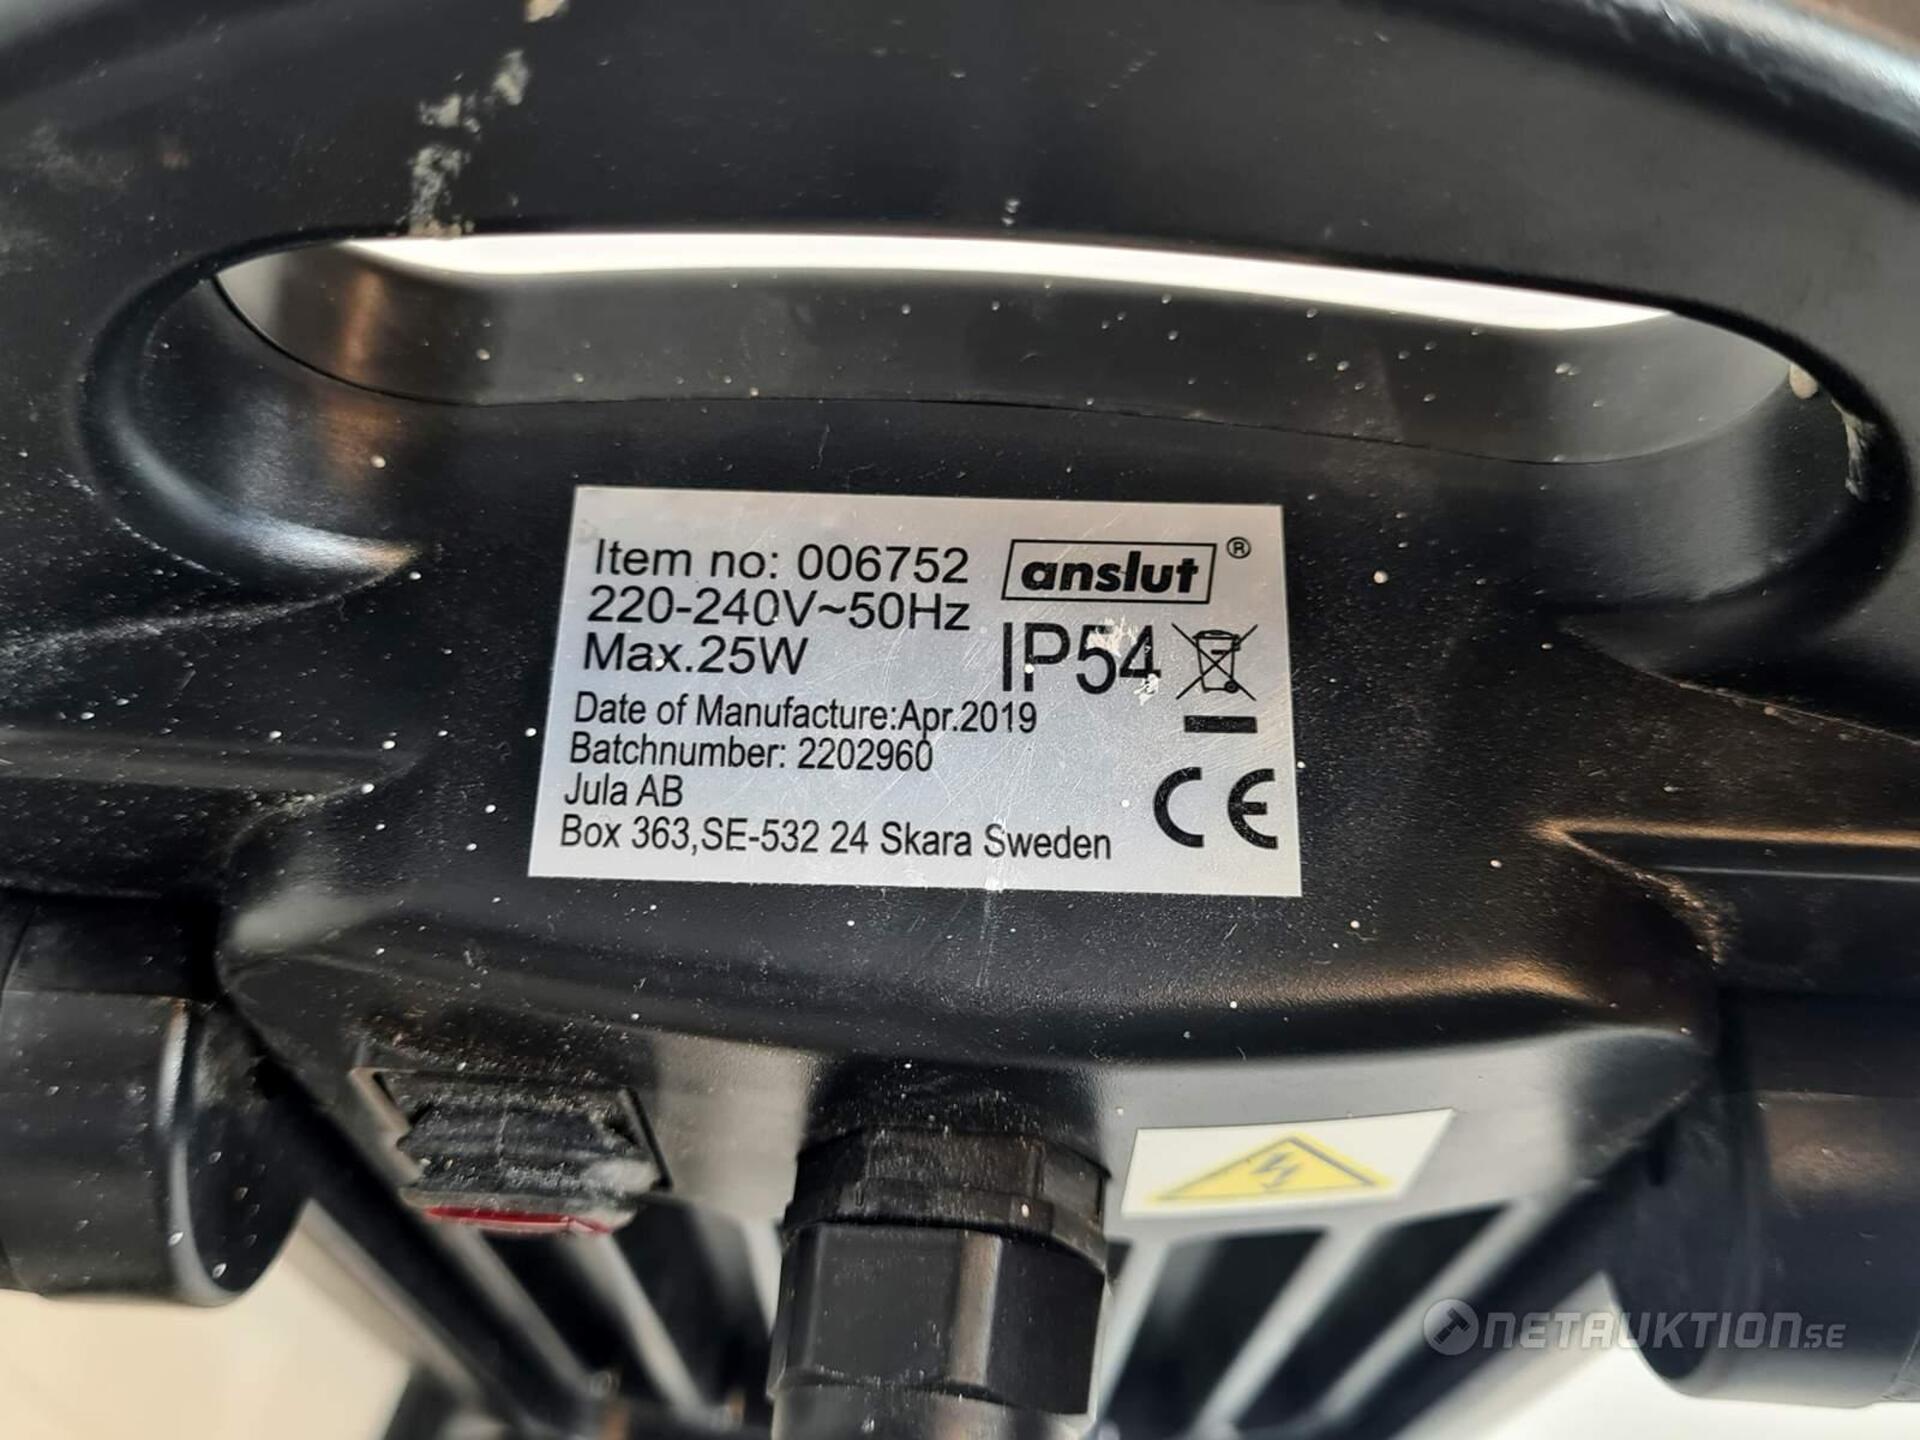 Item no: 006752
anslut®
220-240V~50Hz
Max.25W
IP54
Date of Manufacture:Apr.2019
Batchnumber: 2202960
Jula AB
Box 363,SE-532 24 Skara Sweden
CE
NETAUKTION.SE